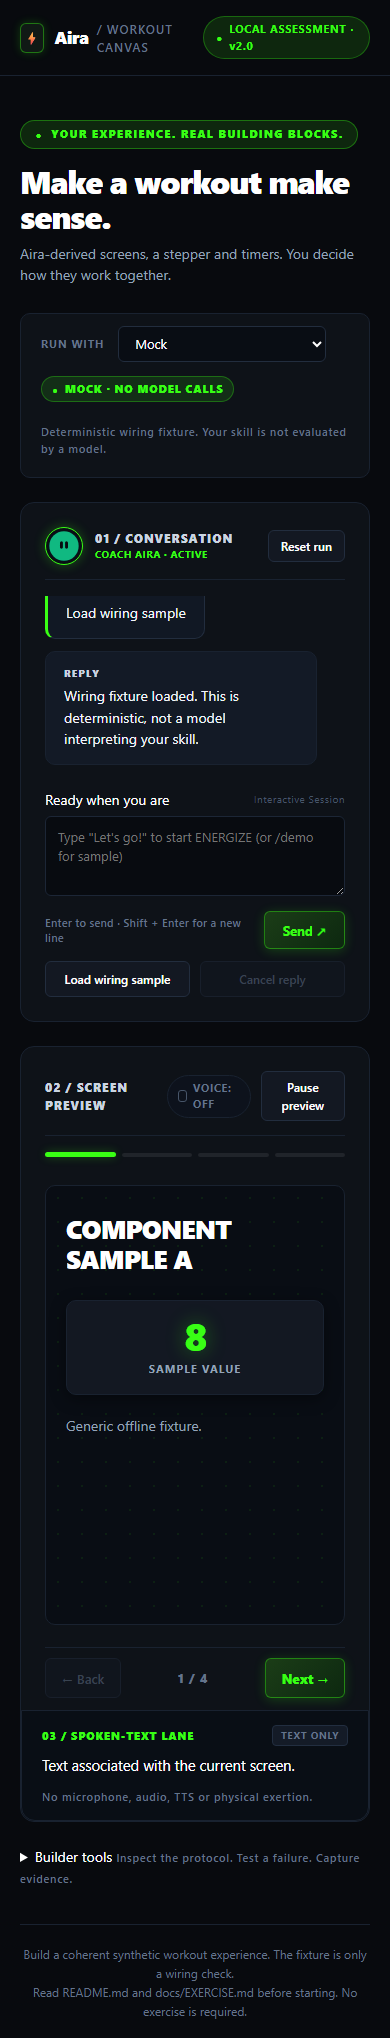 Aira / WORKOUT CANVAS
LOCAL ASSESSMENT · v2.0
YOUR EXPERIENCE. REAL BUILDING BLOCKS.
Make a workout make
sense.
Aira-derived screens, a stepper and timers. You decide
how they work together.
RUN WITH Mock
MOCK · NO MODEL CALLS
Deterministic wiring fixture. Your skill is not evaluated
by a model.
01 / CONVERSATION
COACH AIRA · ACTIVE
Reset run
Load wiring sample
REPLY
Wiring fixture loaded. This is
deterministic, not a model
interpreting your skill.
Ready when you are Interactive Session
Type "Let's go!" to start ENERGIZE (or /demo
for sample)
Enter to send · Shift + Enter for a new
line
Send ↗
Load wiring sample Cancel reply
02 / SCREEN
PREVIEW
VOICE:
OFF
Pause
preview
COMPONENT
SAMPLE A
8
SAMPLE VALUE
Generic offline fixture.
← Back 1 / 4 Next →
03 / SPOKEN-TEXT LANE TEXT ONLY
Text associated with the current screen.
No microphone, audio, TTS or physical exertion.
▶ Builder tools Inspect the protocol. Test a failure. Capture
evidence.
Build a coherent synthetic workout experience. The fixture is only
a wiring check.
Read README.md and docs/EXERCISE.md before starting. No
exercise is required.